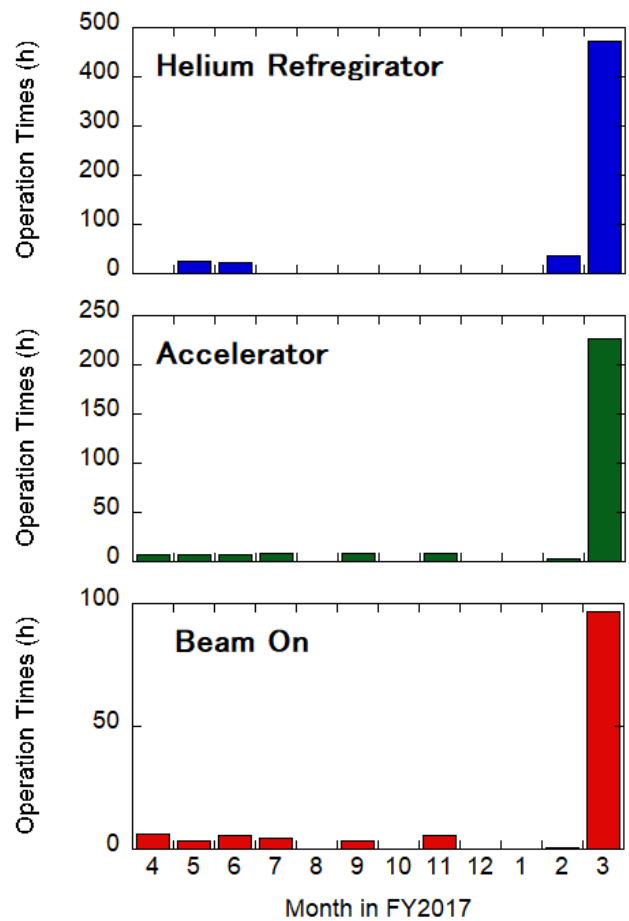 Operation Times (h)
500
400
300
200
100
0
Helium Refregirator
Operation Times (h)
250
200
150
100
50
0
Accelerator
Operation Times (h)
100
50
0
Beam On
4 5 6 7 8 9 10 11 12 1 2 3
Month in FY2017